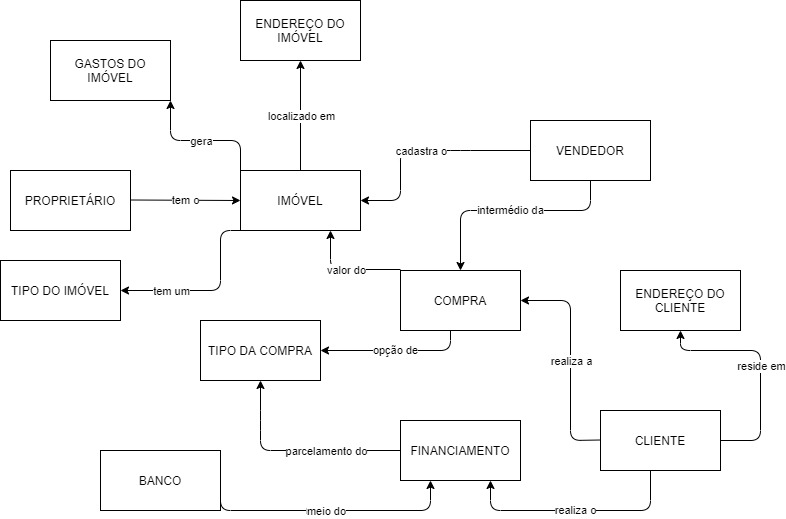 ENDEREÇO DO
IMÓVEL
GASTOS DO
IMÓVEL
localizado em
gera
cadastra o
VENDEDOR
PROPRIETÁRIO
tem o
IMÓVEL
intermédio da
TIPO DO IMÓVEL
tem um
valor do
COMPRA
ENDEREÇO DO
CLIENTE
TIPO DA COMPRA
opção de
realiza a
reside em
parcelamento do
FINANCIAMENTO
CLIENTE
BANCO
meio do
realiza o